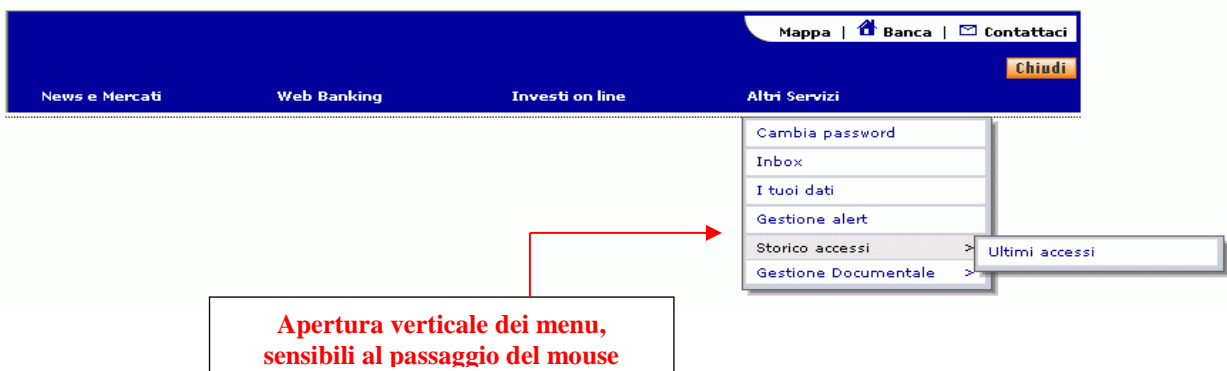 Mappa | Banca | Contattaci
Chiudi
News e Mercati Web Banking Investi on line Altri Servizi
Cambia password
Inbox
I tuoi dati
Gestione alert
Storico accessi > Ultimi accessi
Gestione Documentale >
Apertura verticale dei menu,
sensibili al passaggio del mouse